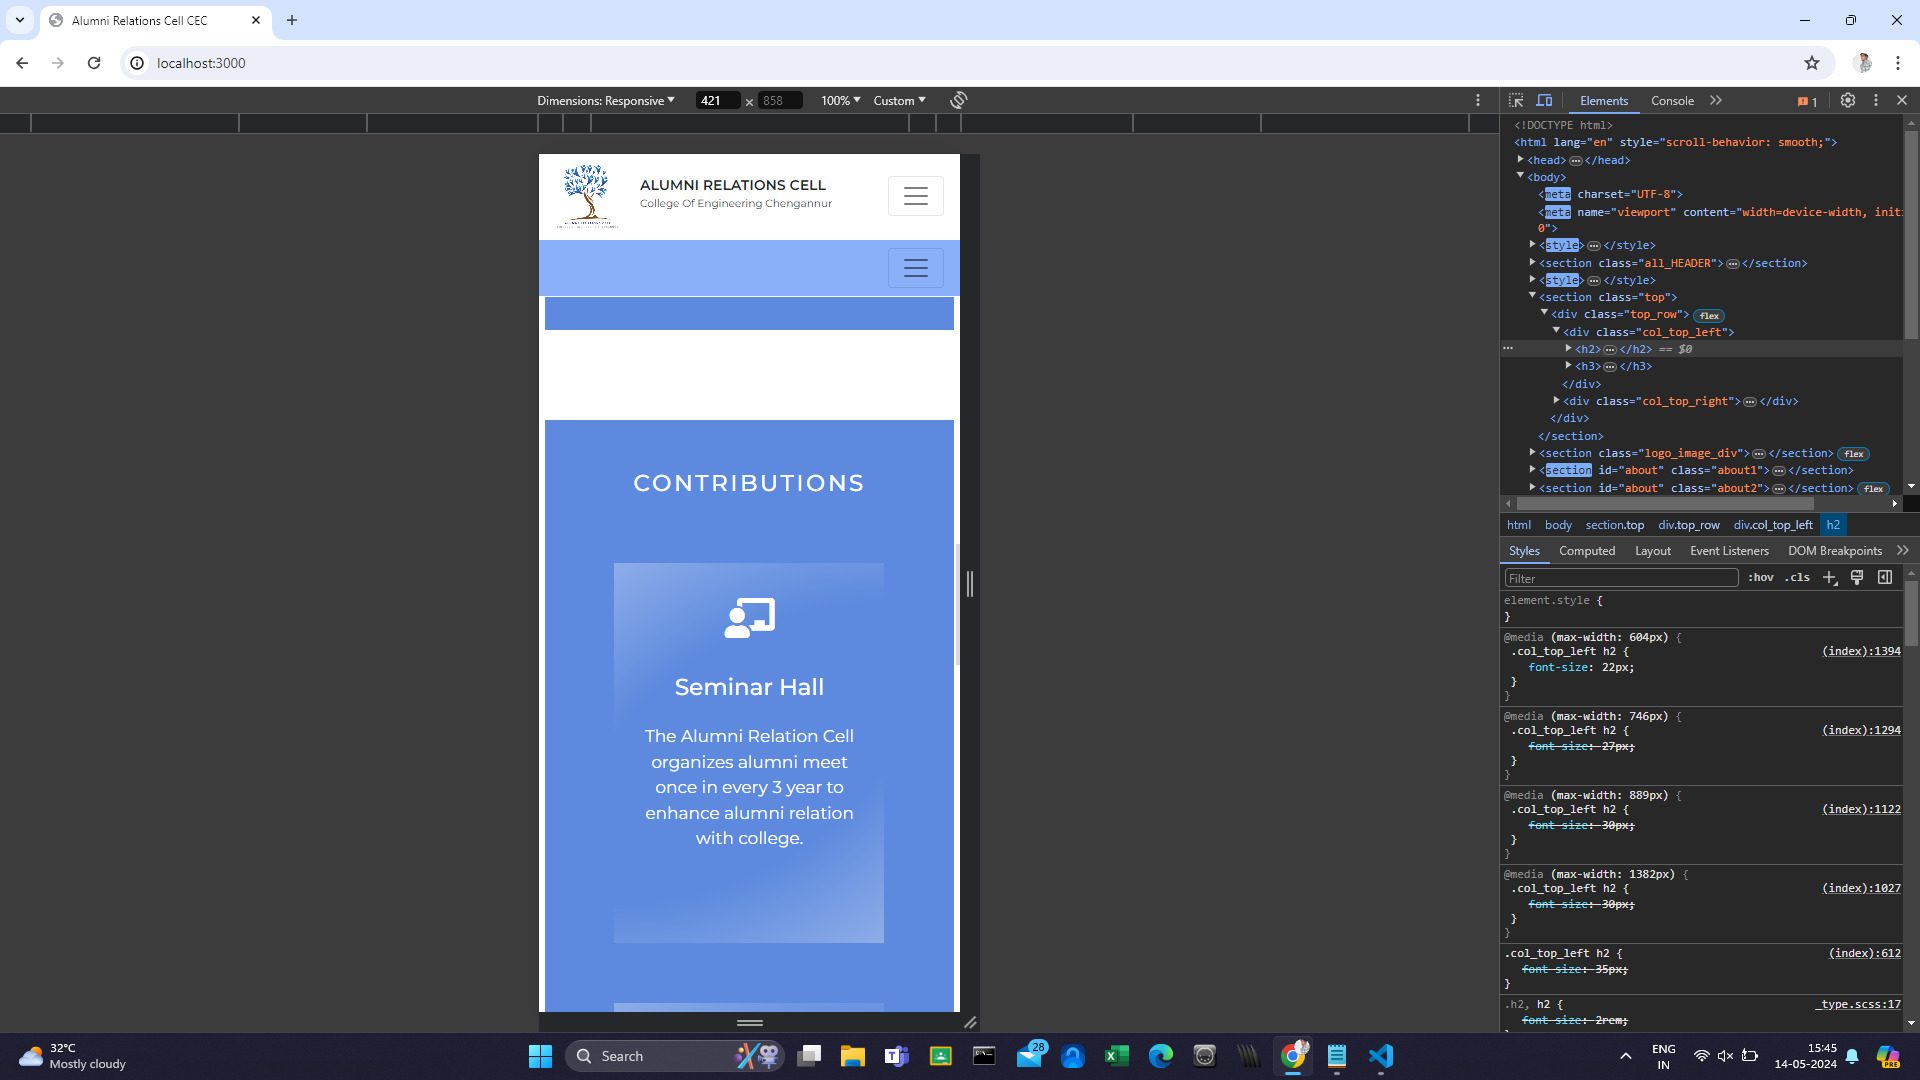 Alumni Relations Cell CEC
localhost:3000
Dimensions: Responsive 421 × 858 100% Custom
Elements Console 1
ALUMNI RELATIONS CELL
College Of Engineering Chengannur
CONTRIBUTIONS
Seminar Hall
The Alumni Relation Cell
organizes alumni meet
once in every 3 year to
enhance alumni relation
with college.
<!DOCTYPE html>
<html lang="en" style="scroll-behavior: smooth;">
<head>…</head>
<body>
<meta charset="UTF-8">
<meta name="viewport" content="width=device-width, init:
0">
<style>…</style>
<section class="all_HEADER">…</section>
<style>…</style>
<section class="top">
<div class="top_row"> flex
<div class="col_top_left">
… <h2>…</h2> == $0
<h3>…</h3>
</div>
<div class="col_top_right">…</div>
</div>
</section>
<section class="logo_image_div">…</section> flex
<section id="about" class="about1">…</section>
<section id="about" class="about2">…</section> flex
html body section.top div.top_row div.col_top_left h2
Styles Computed Layout Event Listeners DOM Breakpoints
Filter :hov .cls
element.style {
}
@media (max-width: 604px) {
.col_top_left h2 { (index):1394
font-size: 22px;
}
}
@media (max-width: 746px) {
.col_top_left h2 { (index):1294
font-size: 27px;
}
}
@media (max-width: 889px) {
.col_top_left h2 { (index):1122
font-size: 30px;
}
}
@media (max-width: 1382px) {
.col_top_left h2 { (index):1027
font-size: 30px;
}
}
.col_top_left h2 { (index):612
font-size: 35px;
}
.h2, h2 { _type.scss:17
font-size: 2rem;
32°C
Mostly cloudy
Search
28
ENG
IN
15:45
14-05-2024
PRE